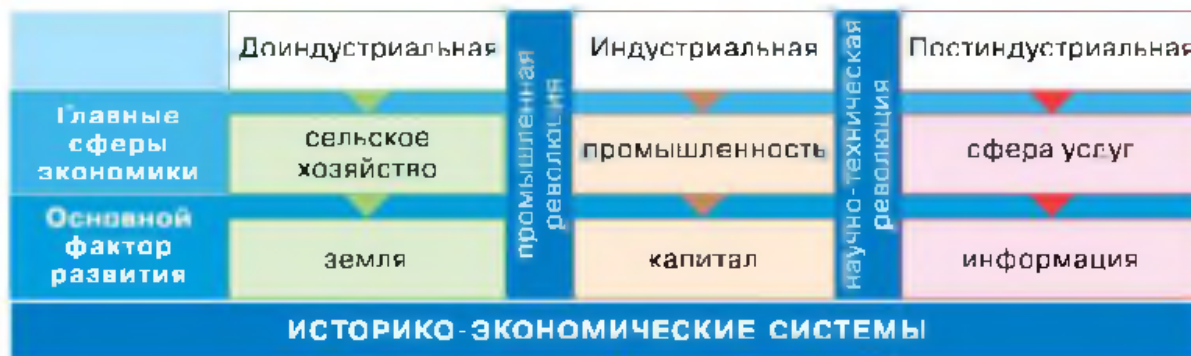 Доиндустриальная
промышленная
революция
Индустриальная
научно-техническая
революция
Постиндустриальная
Главные
сферы
экономики
сельское
хозяйство
промышленность
сфера услуг
Основной
фактор
развития
земля
капитал
информация
ИСТОРИКО-ЭКОНОМИЧЕСКИЕ СИСТЕМЫ